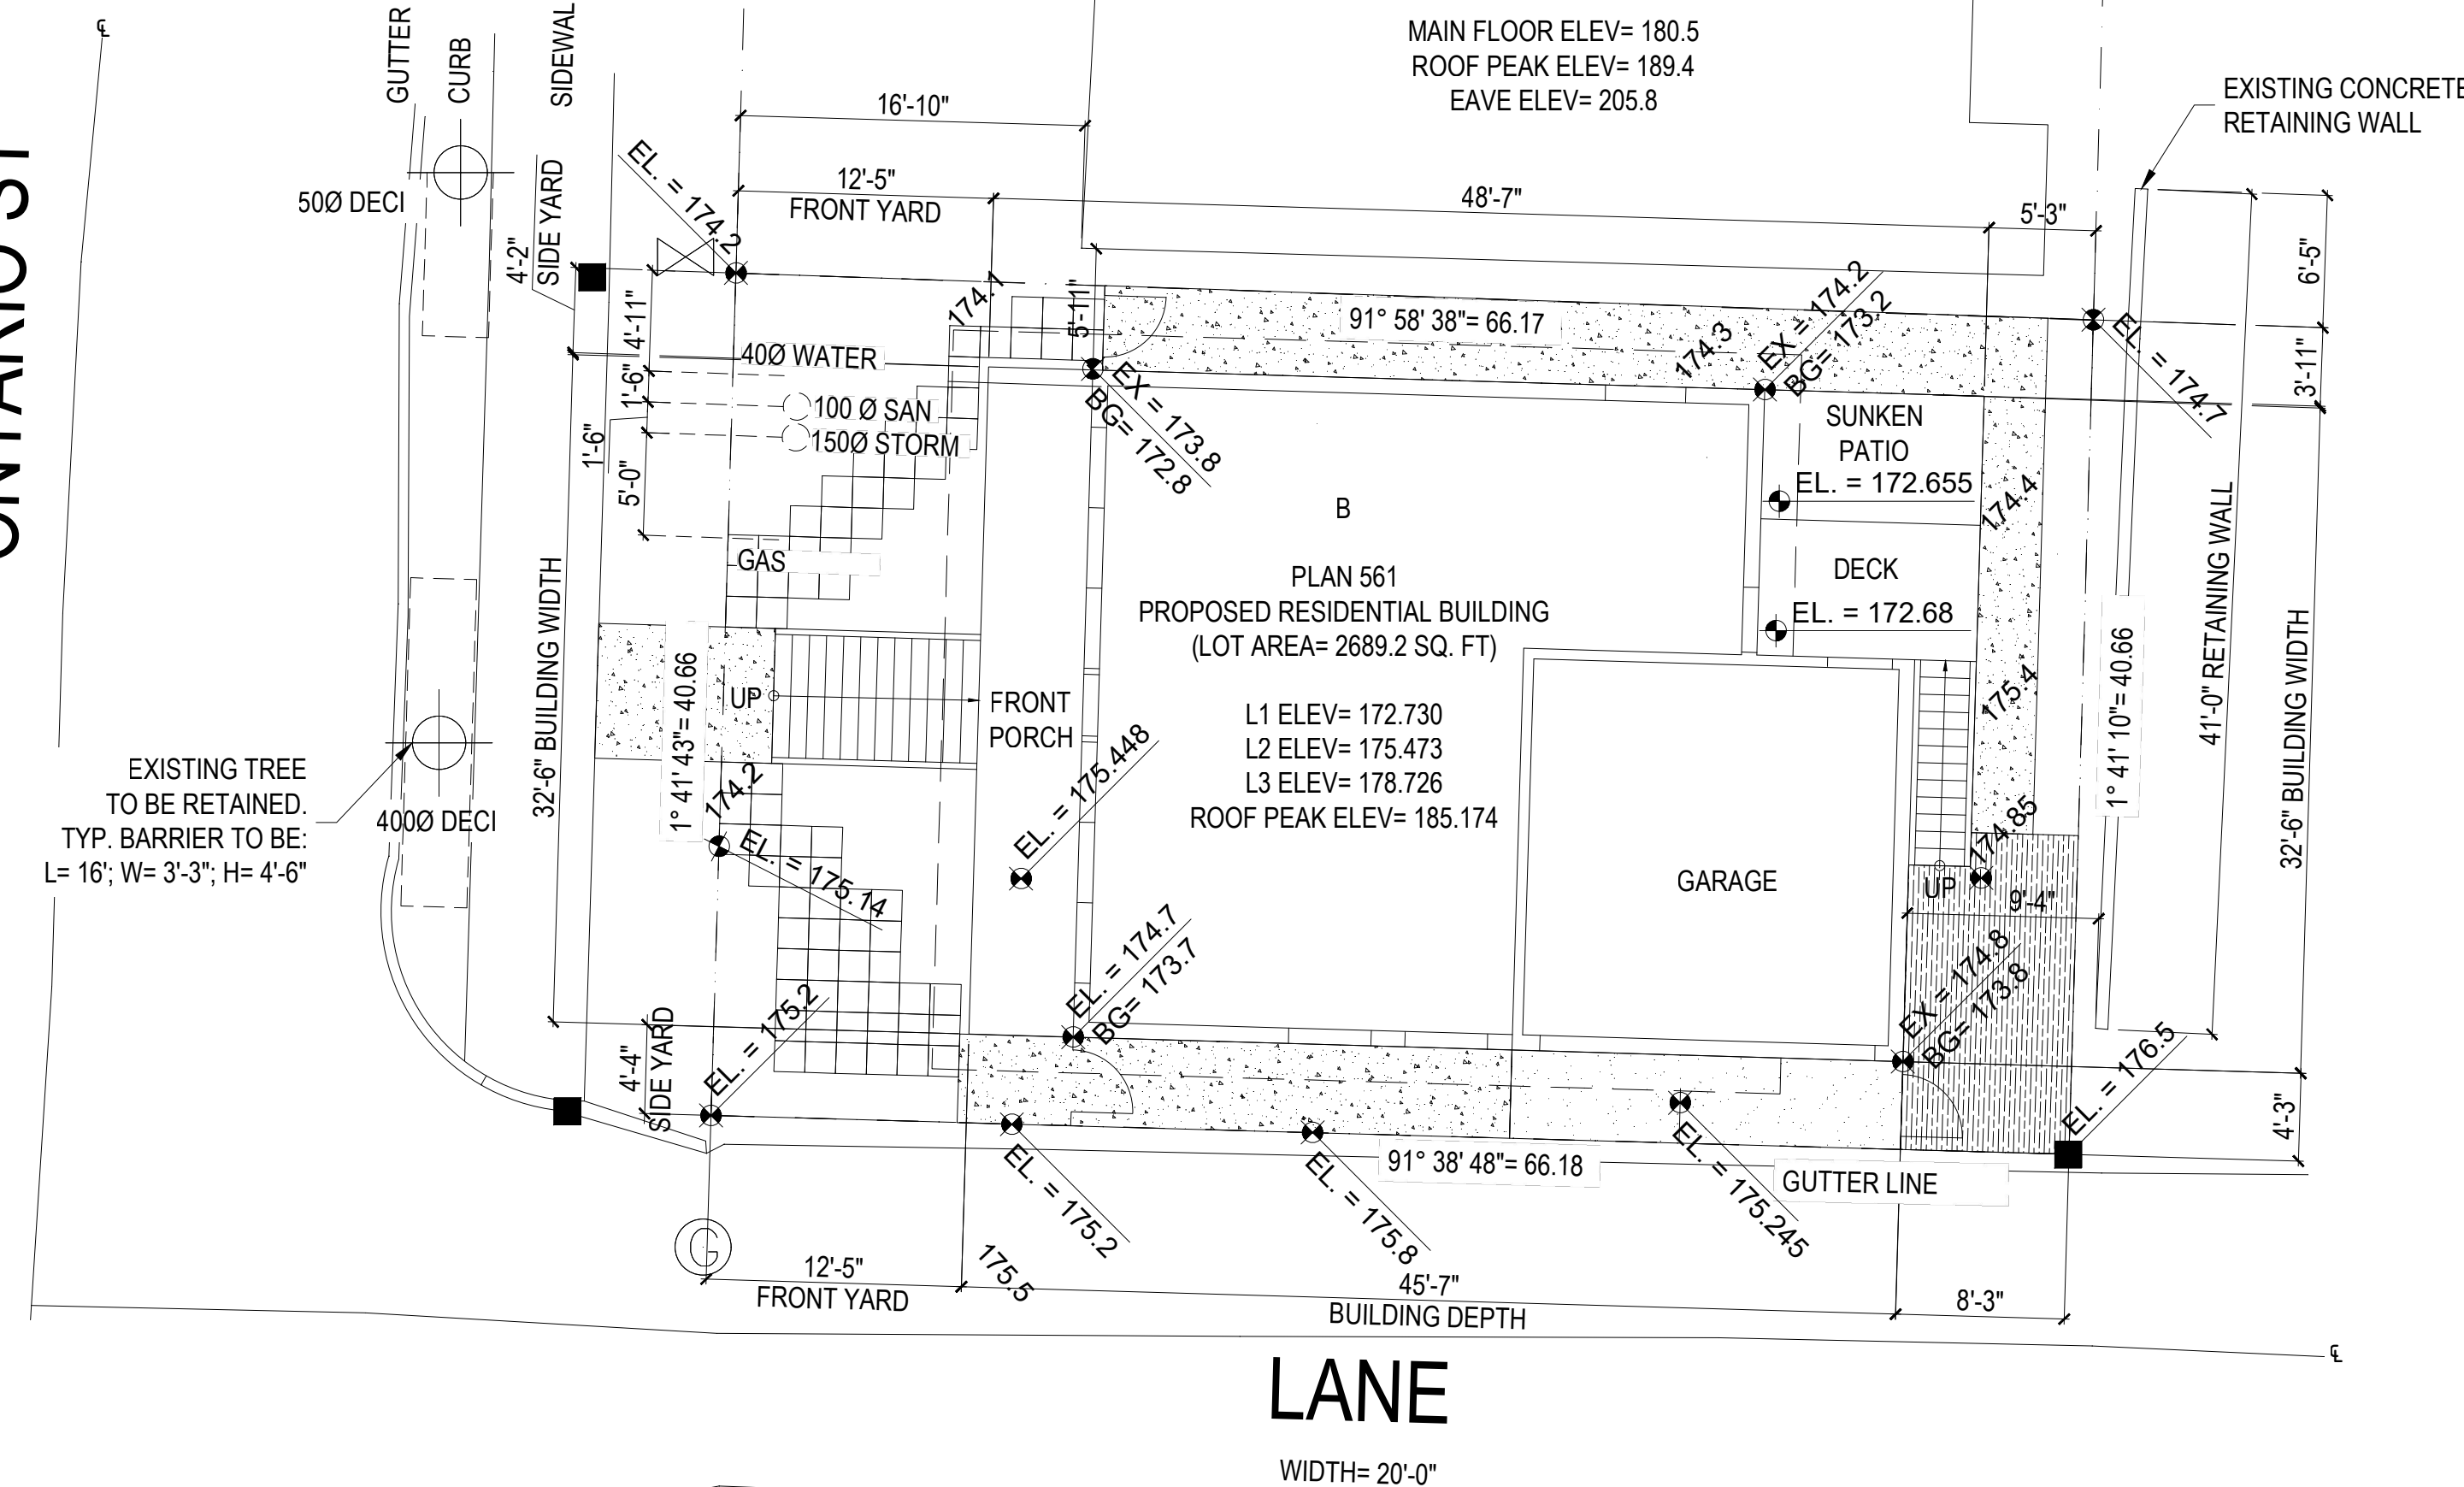 ℄
GUTTER
CURB
SIDEWAL
MAIN FLOOR ELEV= 180.5
ROOF PEAK ELEV= 189.4
EAVE ELEV= 205.8
EXISTING CONCRETE
RETAINING WALL
16'-10"
12'-5"
FRONT YARD
48'-7"
5'-3"
6'-5"
3'-11"
50Ø DECI
4'-2"
SIDE YARD
EL. = 174.2
ONTARIO ST
4'-11"
1'-6"
1'-6"
5'-0"
40Ø WATER
100 Ø SAN
150Ø STORM
GAS
174.1
5'-11"
91° 58' 38"= 66.17
174.3
EX = 174.2
BG= 173.2
EL. = 174.7
EX = 173.8
BG= 172.8
SUNKEN
PATIO
EL. = 172.655
174.4
DECK
EL. = 172.68
B
PLAN 561
PROPOSED RESIDENTIAL BUILDING
(LOT AREA= 2689.2 SQ. FT)
L1 ELEV= 172.730
L2 ELEV= 175.473
L3 ELEV= 178.726
ROOF PEAK ELEV= 185.174
41'-0" RETAINING WALL
32'-6" BUILDING WIDTH
1° 41' 10"= 40.66
175.4
32'-6" BUILDING WIDTH
1° 41' 43"= 40.66
UP
FRONT
PORCH
EL. = 175.448
174.2
EL. = 175.14
EXISTING TREE
TO BE RETAINED.
TYP. BARRIER TO BE:
L= 16'; W= 3'-3"; H= 4'-6"
400Ø DECI
GARAGE
174.85
UP
9'-4"
EL. = 174.7
BG= 173.7
EX = 174.8
BG= 173.8
EL. = 176.5
EL. = 175.2
4'-4"
SIDE YARD
4'-3"
EL. = 175.2
EL. = 175.8
91° 38' 48"= 66.18
EL. = 175.245
GUTTER LINE
G
12'-5"
FRONT YARD
175.5
45'-7"
BUILDING DEPTH
8'-3"
℄
LANE
WIDTH= 20'-0"